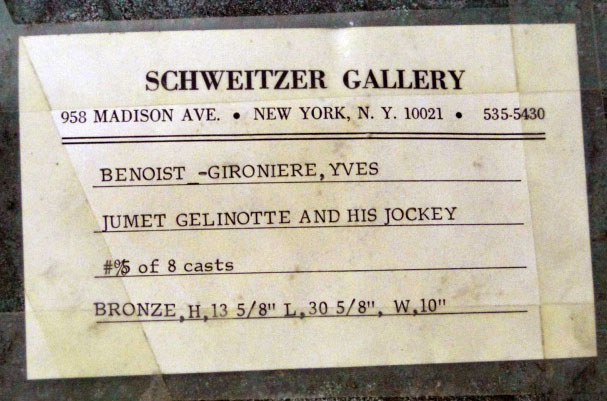 SCHWEITZER GALLERY
958 MADISON AVE. • NEW YORK, N. Y. 10021 • 535-5430
BENOIST_-GIRONIERE, YVES
JUMET GELINOTTE AND HIS JOCKEY
#5 of 8 casts
BRONZE, H, 13 5/8" L, 30 5/8", W, 10"